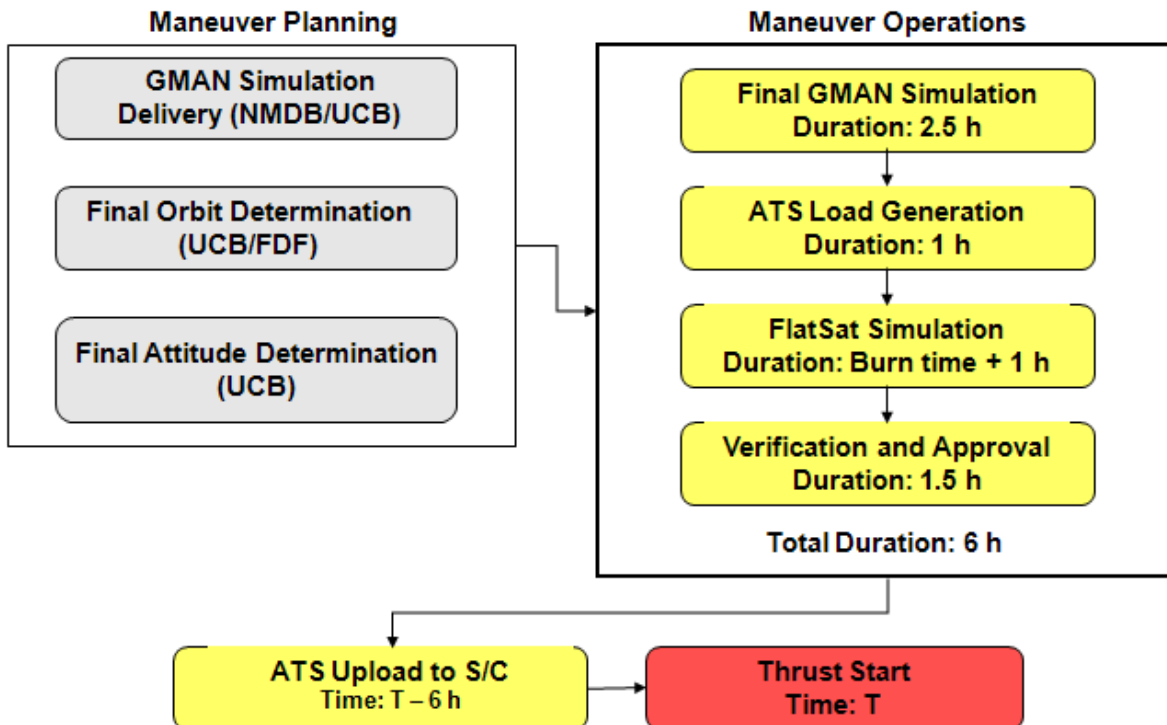 Maneuver Planning
GMAN Simulation
Delivery (NMDB/UCB)
Final Orbit Determination
(UCB/FDF)
Final Attitude Determination
(UCB)
Maneuver Operations
Final GMAN Simulation
Duration: 2.5 h
ATS Load Generation
Duration: 1 h
FlatSat Simulation
Duration: Burn time + 1 h
Verification and Approval
Duration: 1.5 h
Total Duration: 6 h
ATS Upload to S/C
Time: T – 6 h
Thrust Start
Time: T